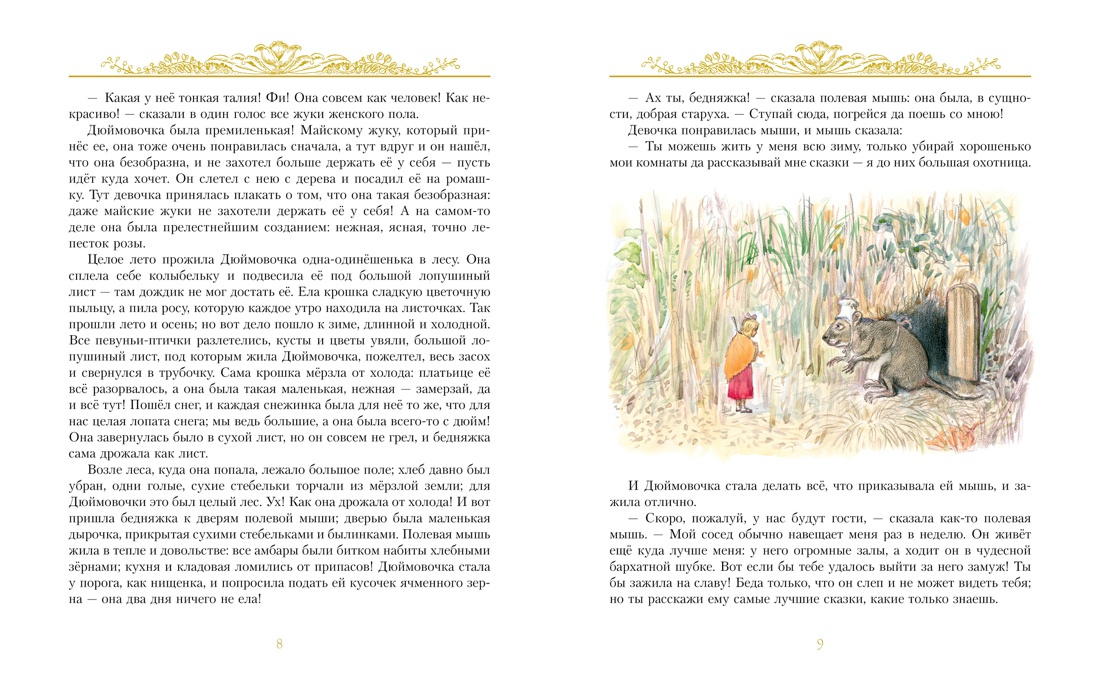 — Какая у неё тонкая талия! Фи! Она совсем как человек! Как не-
красиво! — сказали в один голос все жуки женского пола.
Дюймовочка была премиленькая! Майскому жуку, который при-
нёс ее, она тоже очень понравилась сначала, а тут вдруг и он нашёл,
что она безобразна, и не захотел больше держать её у себя — пусть
идёт куда хочет. Он слетел с нею с дерева и посадил её на ромаш-
ку. Тут девочка принялась плакать о том, что она такая безобразная:
даже майские жуки не захотели держать её у себя! А на самом-то
деле она была прелестнейшим созданием: нежная, ясная, точно ле-
песток розы.
Целое лето прожила Дюймовочка одна-одинёшенька в лесу. Она
сплела себе колыбельку и подвесила её под большой лопушиный
лист — там дождик не мог достать её. Ела крошка сладкую цветочную
пыльцу, а пила росу, которую каждое утро находила на листочках. Так
прошли лето и осень; но вот дело пошло к зиме, длинной и холодной.
Все певуньи-птички разлетелись, кусты и цветы увяли, большой ло-
пушиный лист, под которым жила Дюймовочка, пожелтел, весь засох
и свернулся в трубочку. Сама крошка мёрзла от холода: платьице её
всё разорвалось, а она была такая маленькая, нежная — замерзай, да
и всё тут! Пошёл снег, и каждая снежинка была для неё то же, что для
нас целая лопата снега; мы ведь большие, а она была всего-то с дюйм!
Она завернулась было в сухой лист, но он совсем не грел, и бедняжка
сама дрожала как лист.
Возле леса, куда она попала, лежало большое поле; хлеб давно был
убран, одни голые, сухие стебельки торчали из мёрзлой земли; для
Дюймовочки это был целый лес. Ух! Как она дрожала от холода! И вот
пришла бедняжка к дверям полевой мыши; дверью была маленькая
дырочка, прикрытая сухими стебельками и былинками. Полевая мышь
жила в тепле и довольстве: все амбары были битком набиты хлебными
зёрнами; кухня и кладовая ломились от припасов! Дюймовочка стала
у порога, как нищенка, и попросила подать ей кусочек ячменного зер-
на — она два дня ничего не ела!
8
— Ах ты, бедняжка! — сказала полевая мышь: она была, в сущно-
сти, добрая старуха. — Ступай сюда, погрейся да поешь со мною!
Девочка понравилась мыши, и мышь сказала:
— Ты можешь жить у меня всю зиму, только убирай хорошенько
мои комнаты да рассказывай мне сказки — я до них большая охотница.
И Дюймовочка стала делать всё, что приказывала ей мышь, и за-
жила отлично.
— Скоро, пожалуй, у нас будут гости, — сказала как-то полевая
мышь. — Мой сосед обычно навещает меня раз в неделю. Он живёт
ещё куда лучше меня: у него огромные залы, а ходит он в чудесной
бархатной шубке. Вот если бы тебе удалось выйти за него замуж! Ты
бы зажила на славу! Беда только, что он слеп и не может видеть тебя;
но ты расскажи ему самые лучшие сказки, какие только знаешь.
9